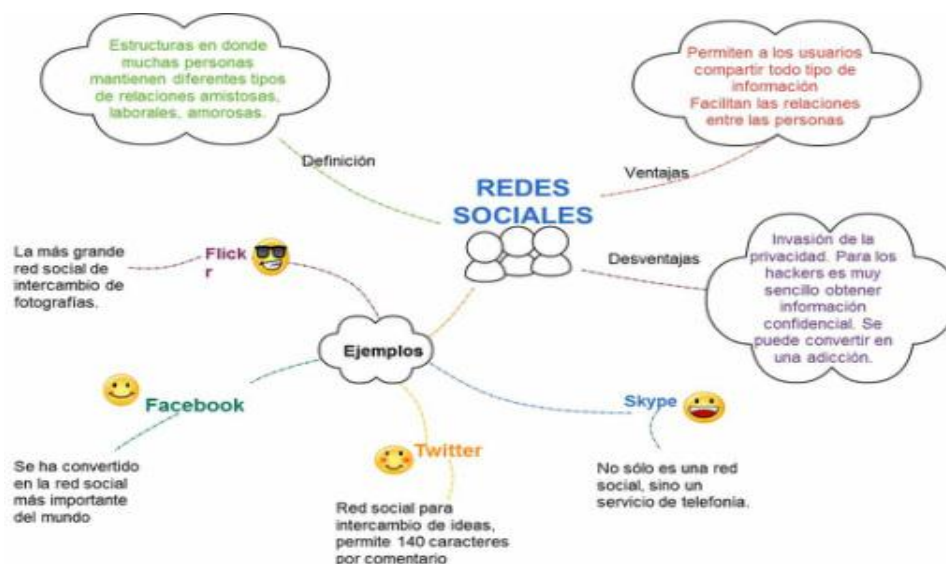 Estructuras en donde
muchas personas
mantienen diferentes tipos
de relaciones amistosas,
laborales, amorosas.
Definición
Permiten a los usuarios
compartir todo tipo de
información
Facilitan las relaciones
entre las personas
Ventajas
REDES
SOCIALES
Desventajas
Invasión de la
privacidad. Para los
hackers es muy
sencillo obtener
información
confidencial. Se
puede convertir en
una adicción.
La más grande
red social de
intercambio de
fotografías.
Flick
r
Ejemplos
Facebook
Se ha convertido
en la red social
más importante
del mundo
Twitter
Red social para
intercambio de ideas,
permite 140 caracteres
por comentario
Skype
No sólo es una red
social, sino un
servicio de telefonía.